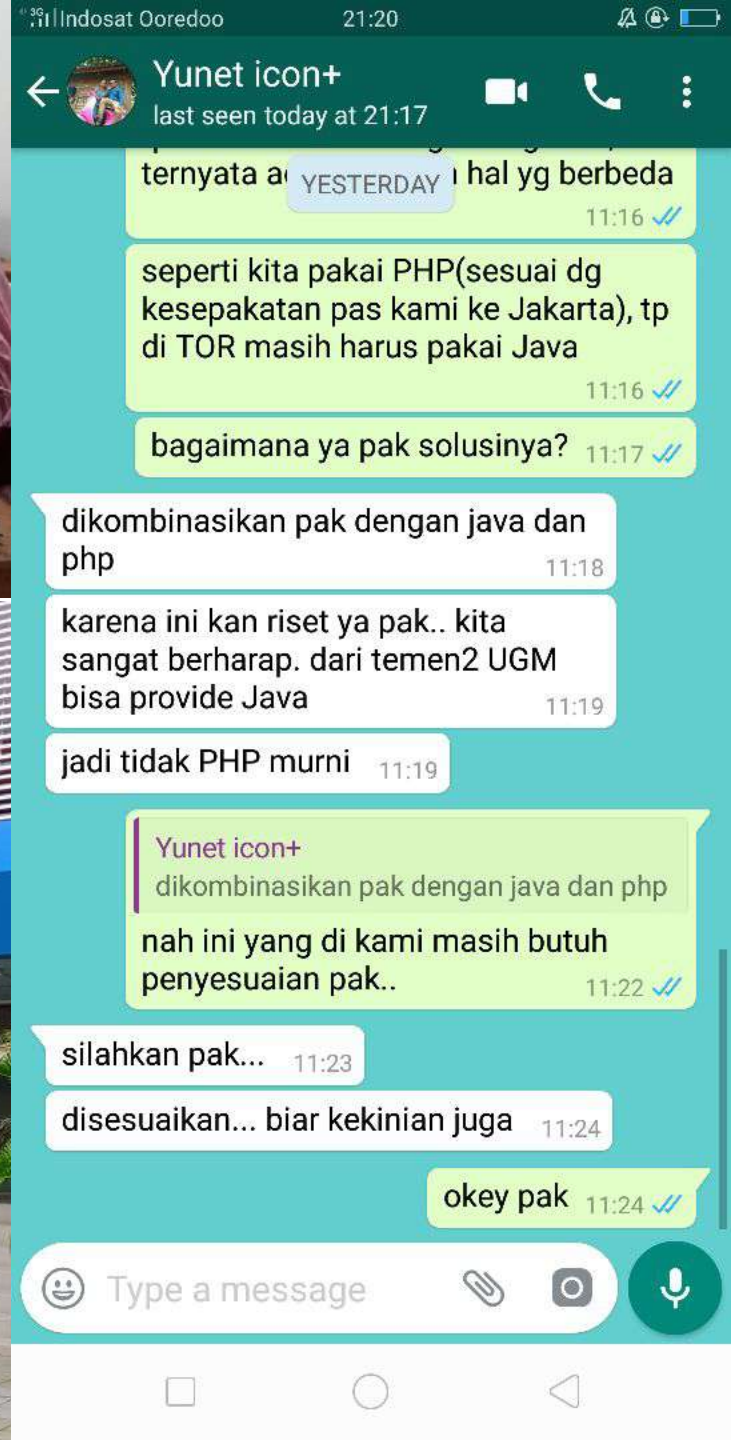 3G Indosat Ooredoo 21:20
Yunet icon+
last seen today at 21:17
ternyata hal yg berbeda
YESTERDAY
11:16
seperti kita pakai PHP(sesuai dg
kesepakatan pas kami ke Jakarta), tp
di TOR masih harus pakai Java
11:16
bagaimana ya pak solusinya? 11:17
dikombinasikan pak dengan java dan
php 11:18
karena ini kan riset ya pak.. kita
sangat berharap. dari temen2 UGM
bisa provide Java 11:19
jadi tidak PHP murni 11:19
Yunet icon+
dikombinasikan pak dengan java dan php
nah ini yang di kami masih butuh
penyesuaian pak.. 11:22
silahkan pak... 11:23
disesuaikan... biar kekinian juga 11:24
okey pak 11:24
Type a message